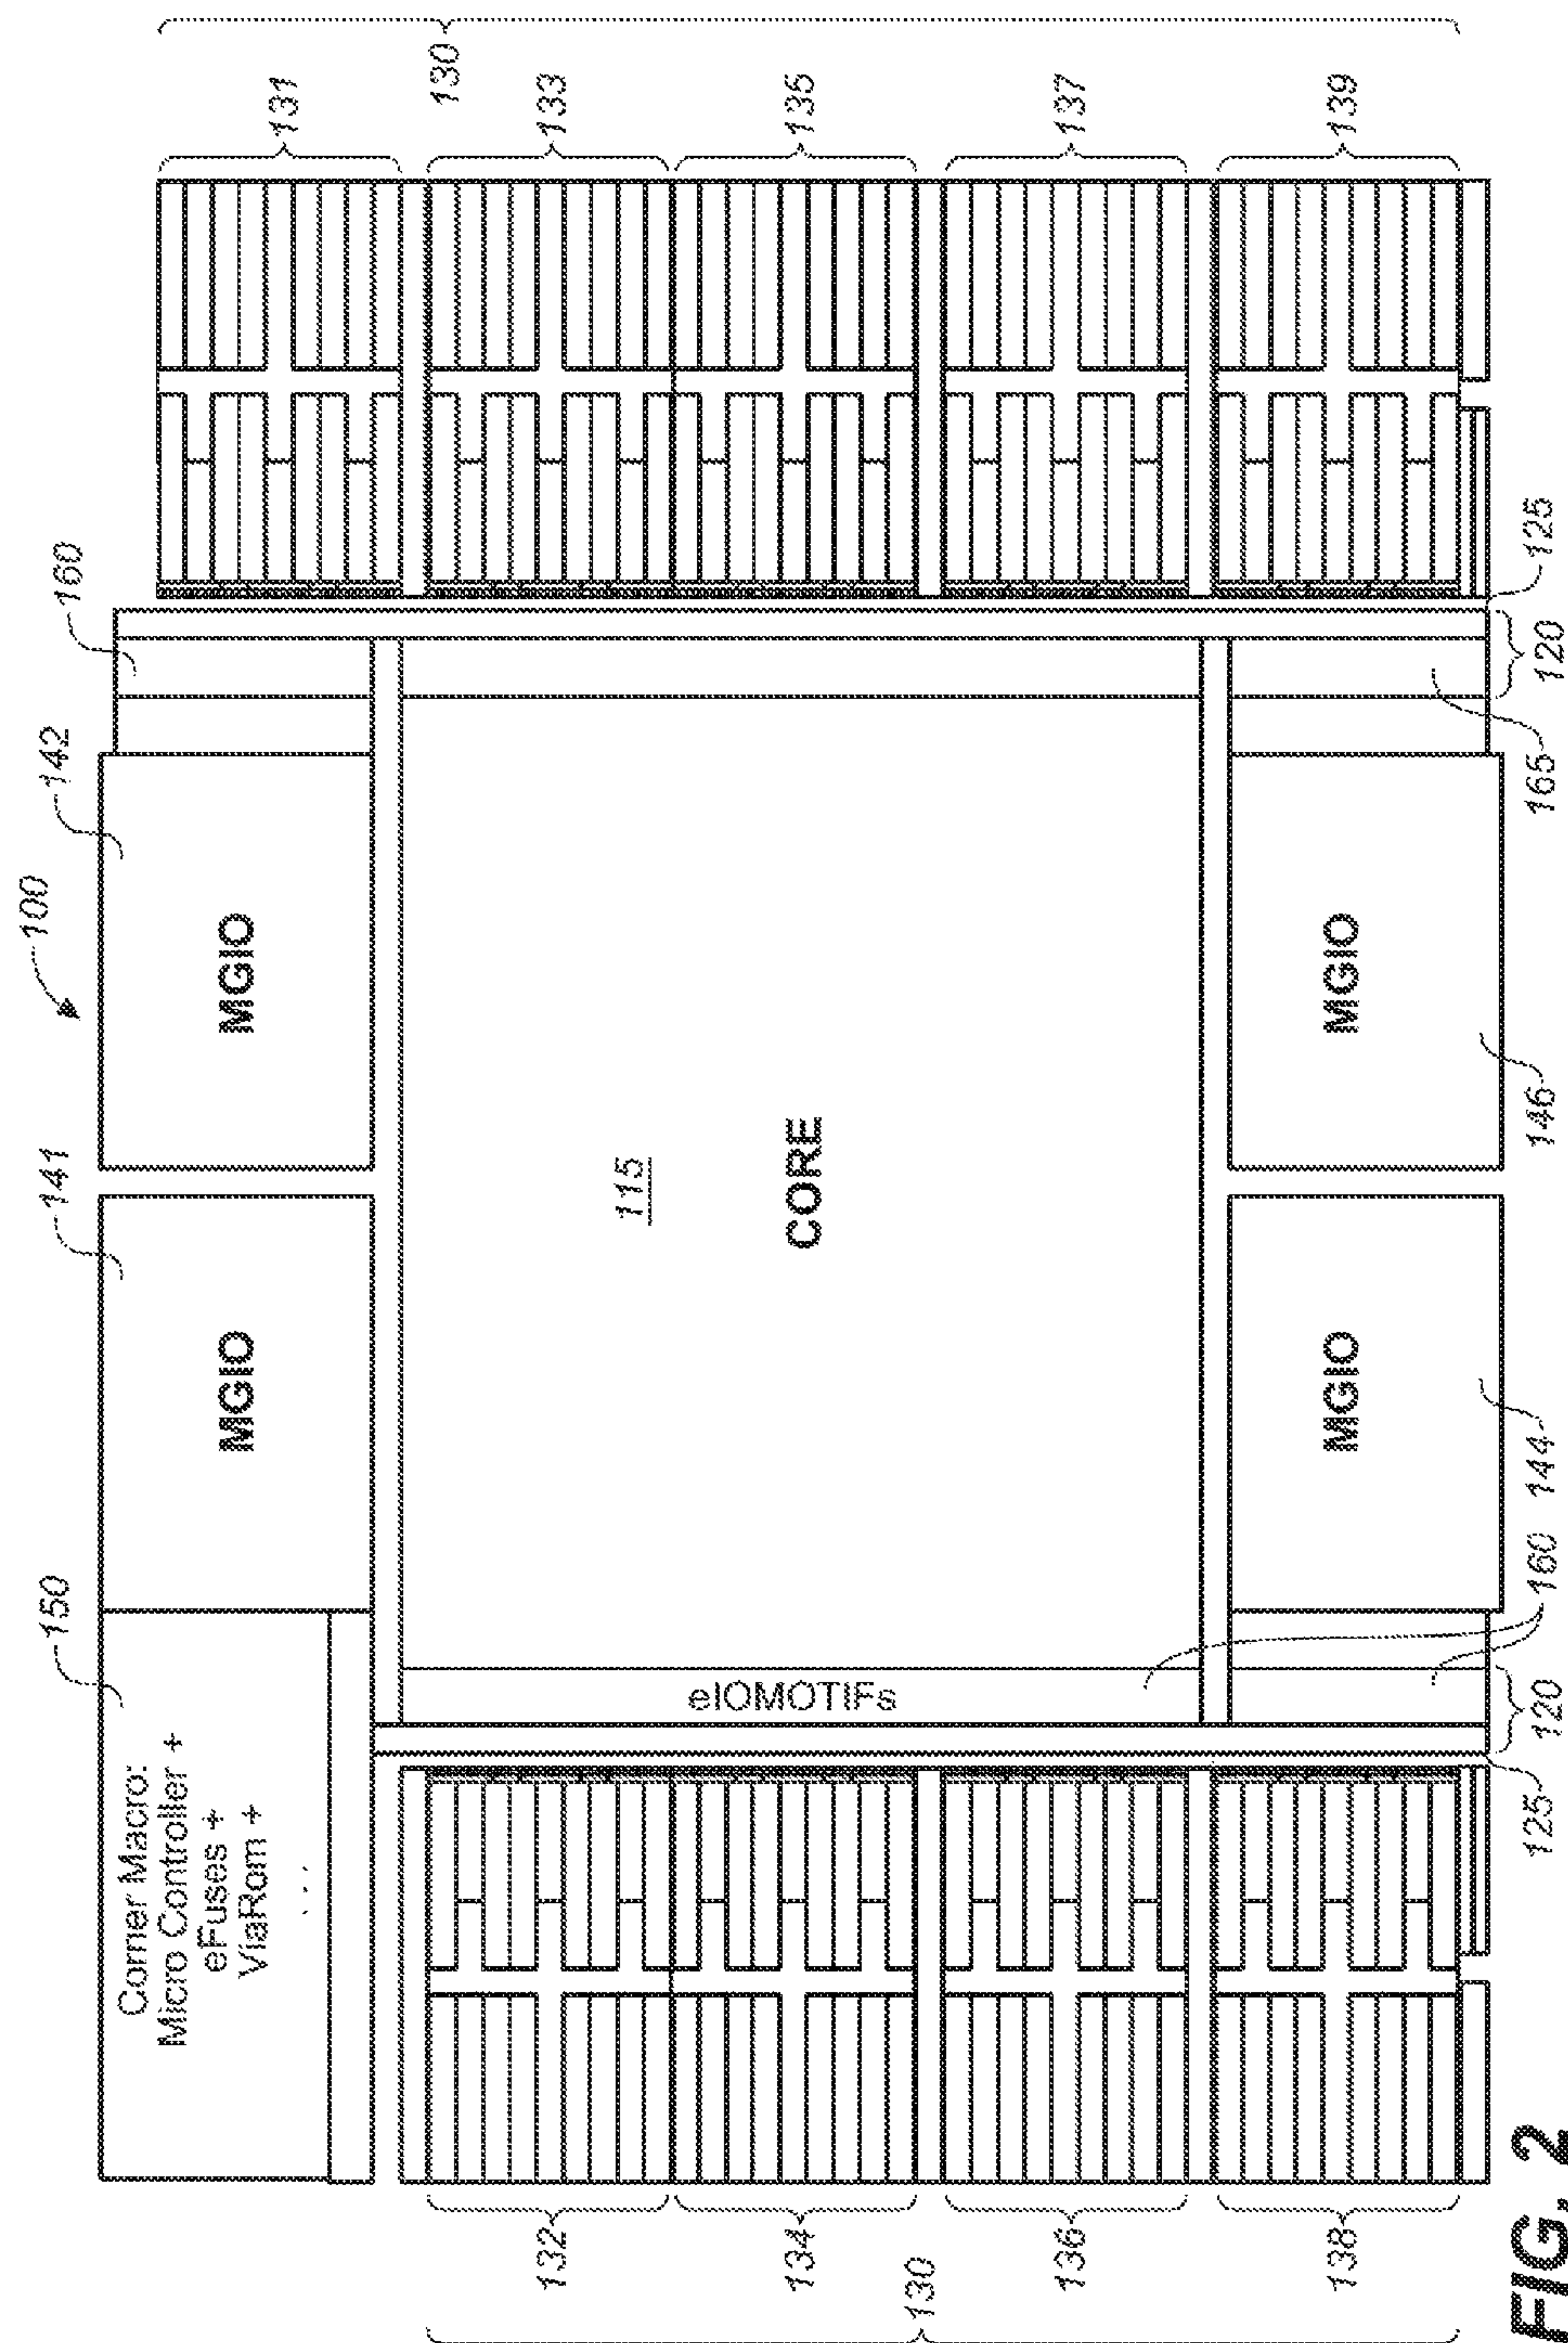 130
131
133
135
137
139
160
125
142
120
165
100
MGIO
MGIO
146
141
115
CORE
MGIO
MGIO
144
150
160
eIOMOTIFs
120
125
Corner Macro:
Micro Controller +
eFuses +
ViaRom +
...
132
134
136
138
130
FIG. 2